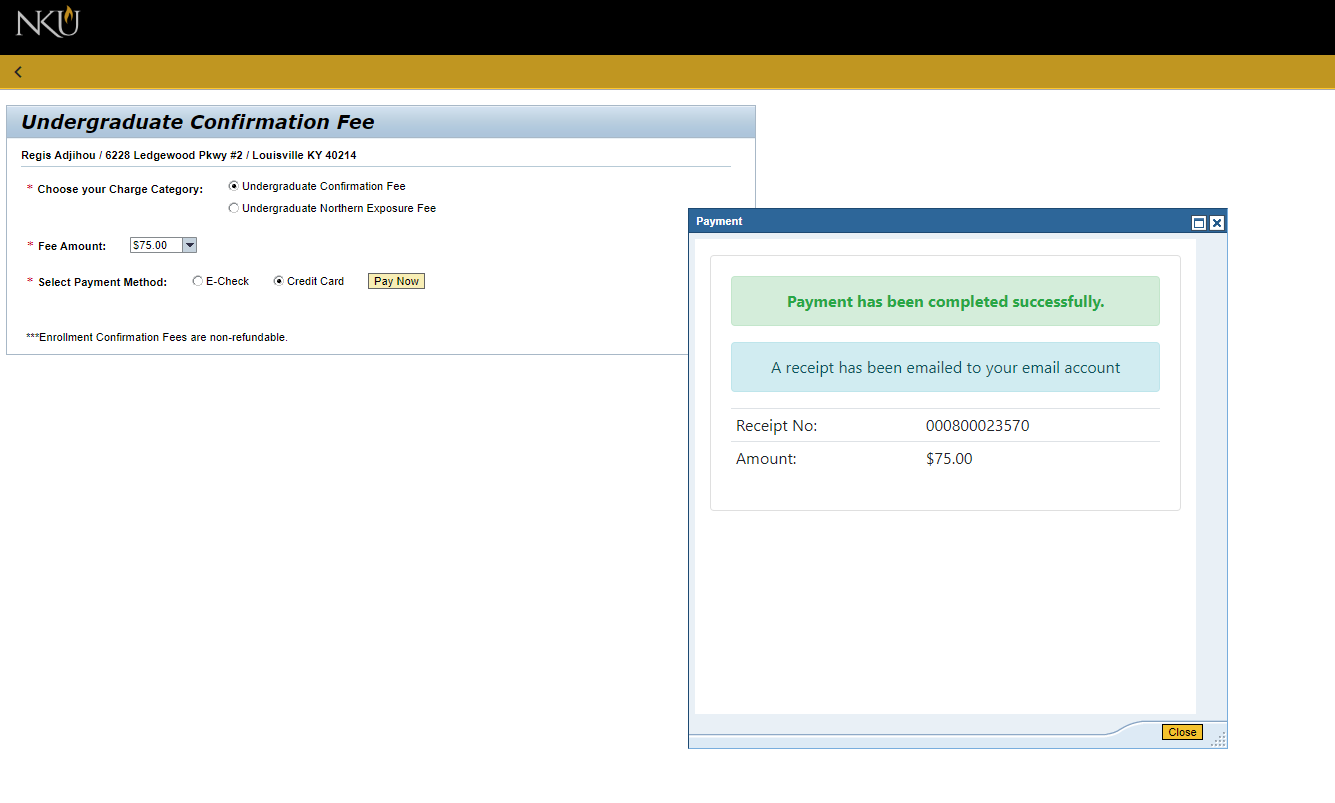 NKU
Undergraduate Confirmation Fee
Regis Adjihou / 6228 Ledgewood Pkwy #2 / Louisville KY 40214
* Choose your Charge Category:
Undergraduate Confirmation Fee
Undergraduate Northern Exposure Fee
* Fee Amount: $75.00
* Select Payment Method: E-Check Credit Card Pay Now
***Enrollment Confirmation Fees are non-refundable.
Payment
Payment has been completed successfully.
A receipt has been emailed to your email account
Receipt No: 000800023570
Amount: $75.00
Close